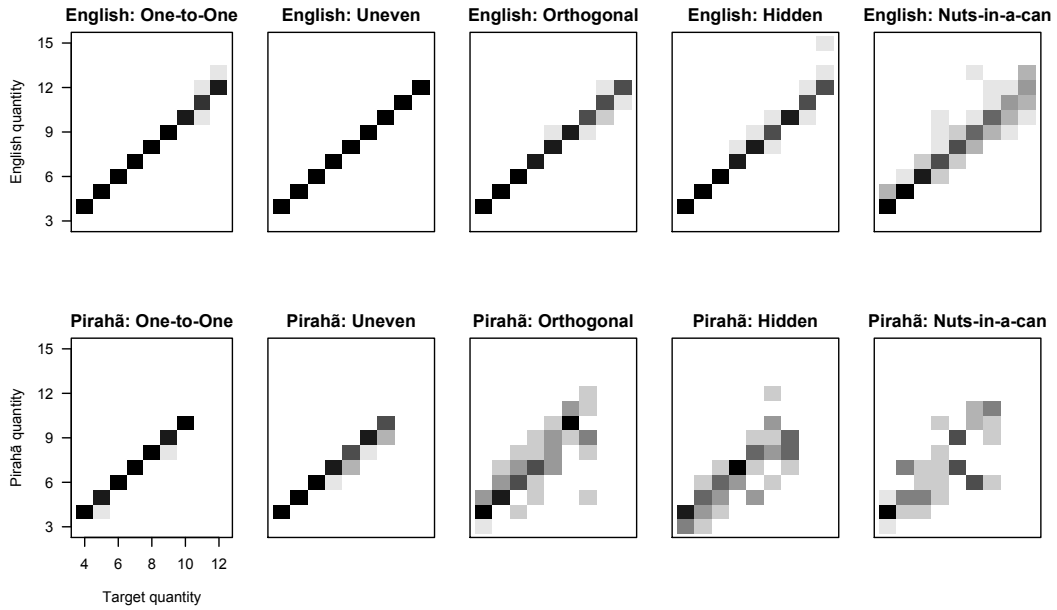 English: One-to-One English: Uneven English: Orthogonal English: Hidden English: Nuts-in-a-can
15
12
9
6
3
English quantity
Pirahã: One-to-One Pirahã: Uneven Pirahã: Orthogonal Pirahã: Hidden Pirahã: Nuts-in-a-can
15
12
9
6
3
Pirahã quantity
4 6 8 10 12
Target quantity